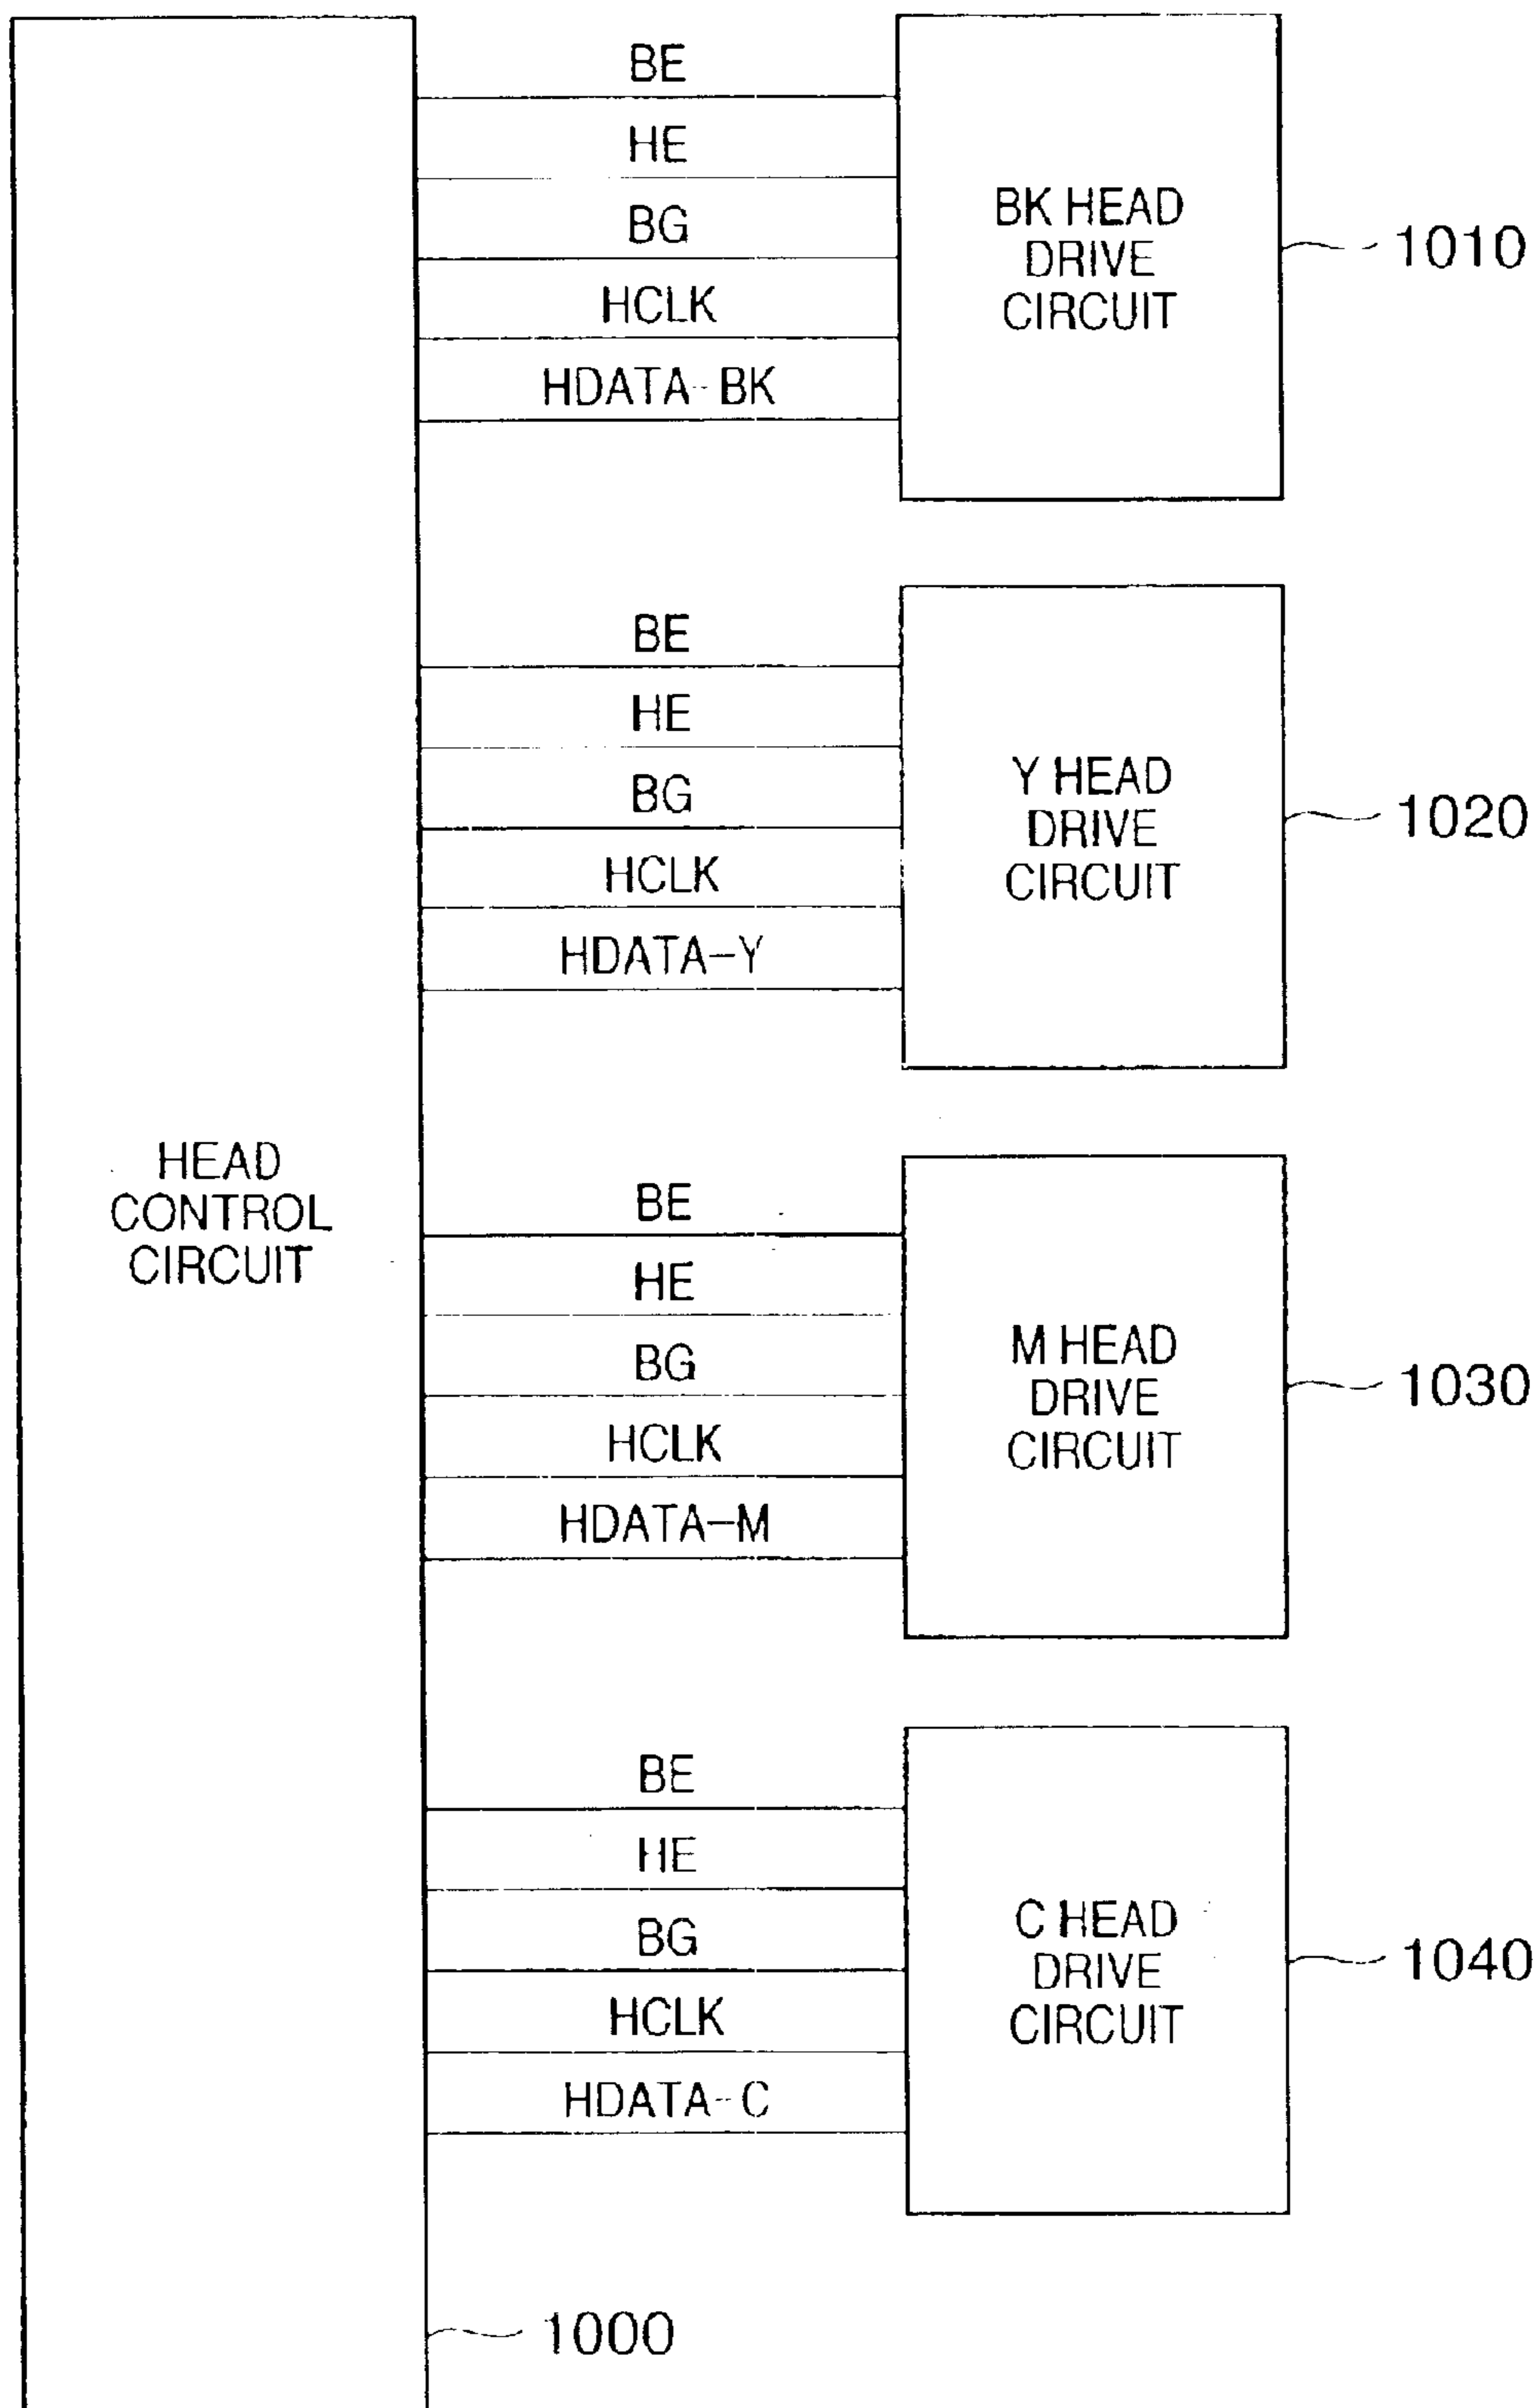 BE
HE
BG
HCLK
HDATA-BK
BK HEAD
DRIVE
CIRCUIT
1010
BE
HE
BG
HCLK
HDATA-Y
Y HEAD
DRIVE
CIRCUIT
1020
HEAD
CONTROL
CIRCUIT
BE
HE
BG
HCLK
HDATA-M
M HEAD
DRIVE
CIRCUIT
1030
BE
HE
BG
HCLK
HDATA-C
C HEAD
DRIVE
CIRCUIT
1040
1000